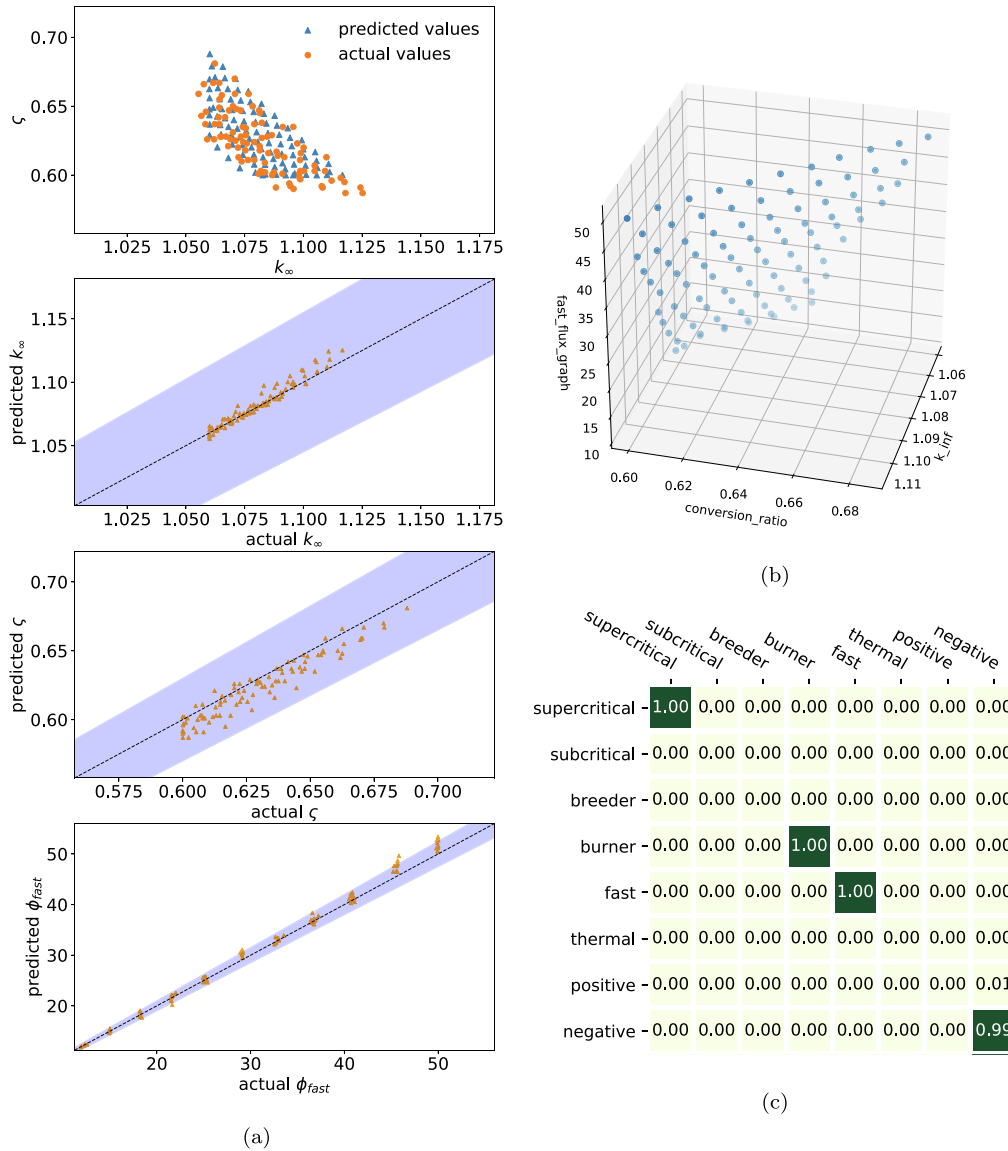 predicted values
actual values
0.70
0.65
0.60
ς
1.025 1.050 1.075 1.100 1.125 1.150 1.175
k∞
1.15
1.10
1.05
predicted k∞
1.025 1.050 1.075 1.100 1.125 1.150 1.175
actual k∞
0.70
0.65
0.60
predicted ς
0.575 0.600 0.625 0.650 0.675 0.700
actual ς
50
40
30
20
predicted ϕfast
20 30 40 50
actual ϕfast
(a)
50
45
40
35
30
25
20
15
10
fast_flux_graph
0.60 0.62 0.64 0.66 0.68
conversion_ratio
1.06
1.07
1.08
1.09
1.10
1.11
k_inf
(b)
supercritical subcritical breeder burner fast thermal positive negative
supercritical 1.00 0.00 0.00 0.00 0.00 0.00 0.00 0.00
subcritical 0.00 0.00 0.00 0.00 0.00 0.00 0.00 0.00
breeder 0.00 0.00 0.00 0.00 0.00 0.00 0.00 0.00
burner 0.00 0.00 0.00 1.00 0.00 0.00 0.00 0.00
fast 0.00 0.00 0.00 0.00 1.00 0.00 0.00 0.00
thermal 0.00 0.00 0.00 0.00 0.00 0.00 0.00 0.00
positive 0.00 0.00 0.00 0.00 0.00 0.00 0.00 0.01
negative 0.00 0.00 0.00 0.00 0.00 0.00 0.00 0.99
(c)